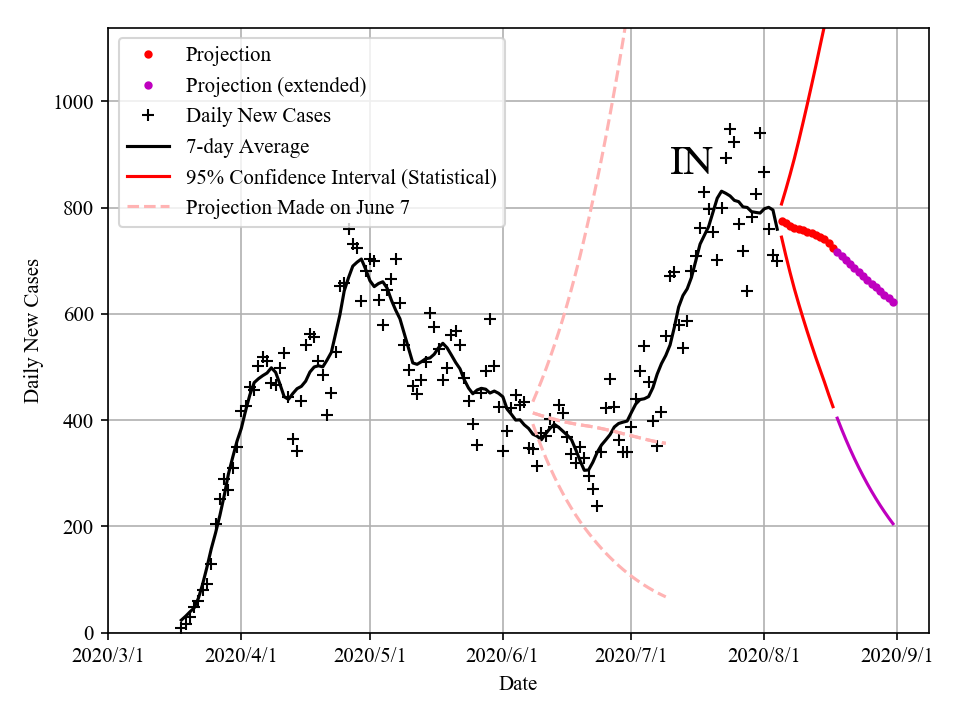 Projection
Projection (extended)
Daily New Cases
7-day Average
95% Confidence Interval (Statistical)
Projection Made on June 7
IN
Daily New Cases
1000
800
600
400
200
0
2020/3/1 2020/4/1 2020/5/1 2020/6/1 2020/7/1 2020/8/1 2020/9/1
Date